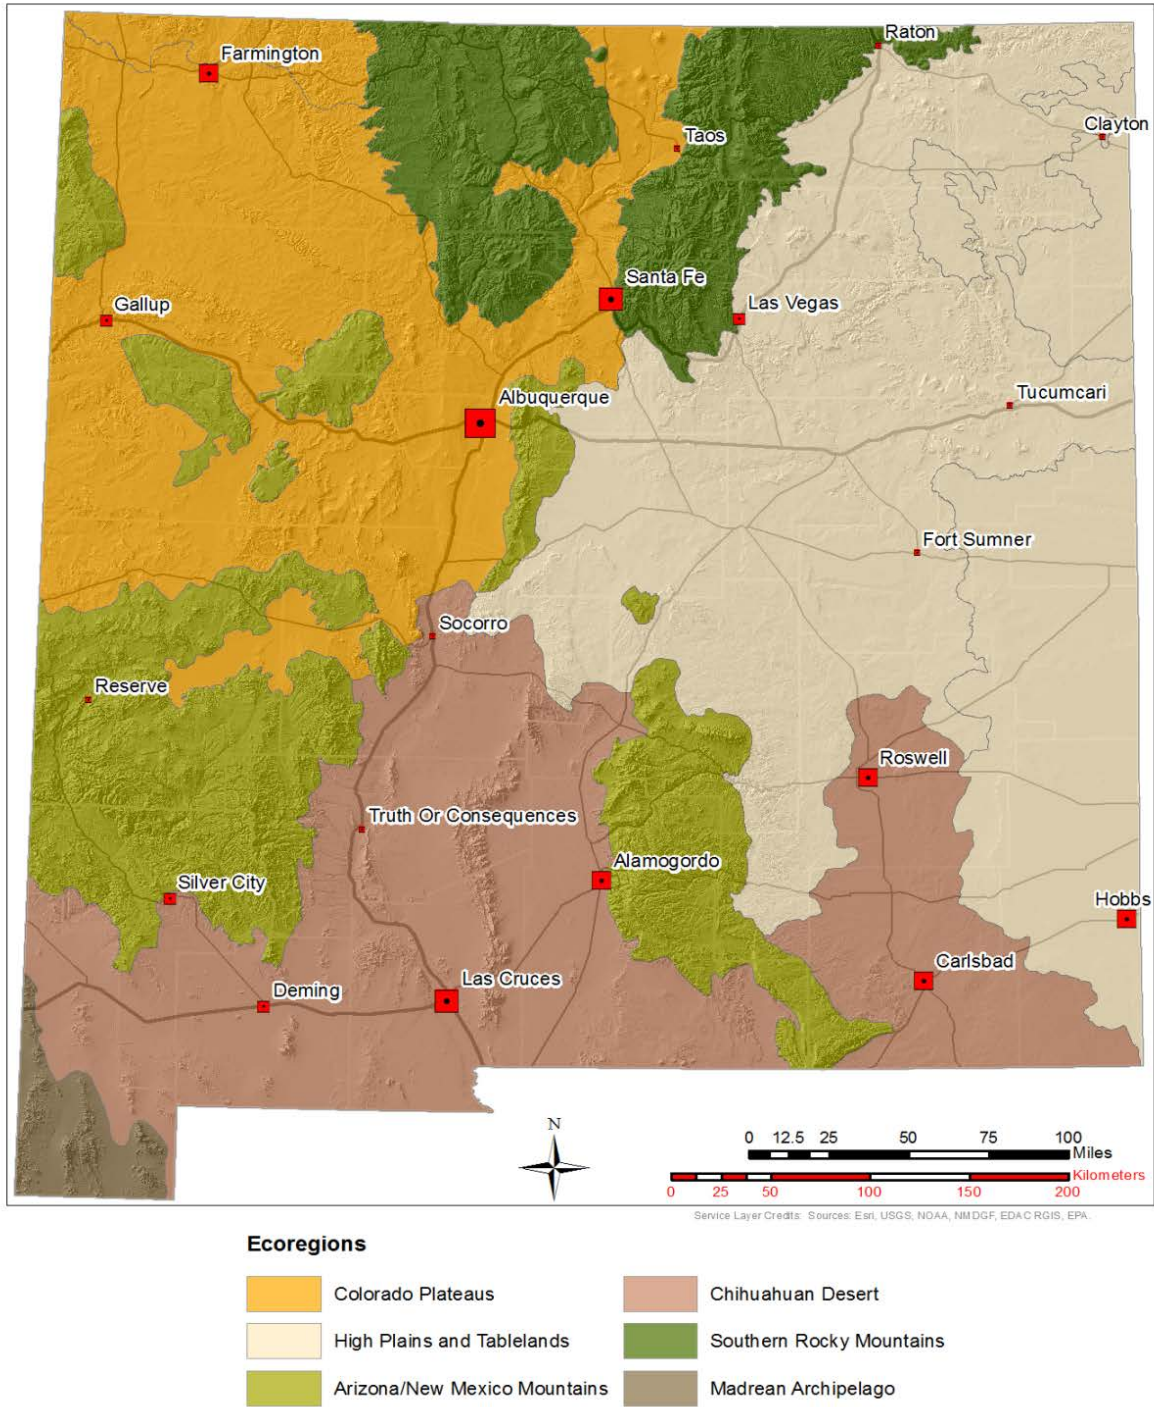 Raton
Farmington
Clayton
Taos
Santa Fe
Gallup
Las Vegas
Albuquerque
Tucumcari
Fort Sumner
Socorro
Reserve
Roswell
Truth Or Consequences
Alamogordo
Silver City
Hobbs
Carlsbad
Las Cruces
Deming
N
0 12.5 25 50 75 100
Miles
Kilometers
0 25 50 100 150 200
Service Layer Credits: Sources: Esri, USGS, NOAA, NMDGF, EDAC RGIS, EPA.
Ecoregions
Colorado Plateaus
Chihuahuan Desert
High Plains and Tablelands
Southern Rocky Mountains
Arizona/New Mexico Mountains
Madrean Archipelago